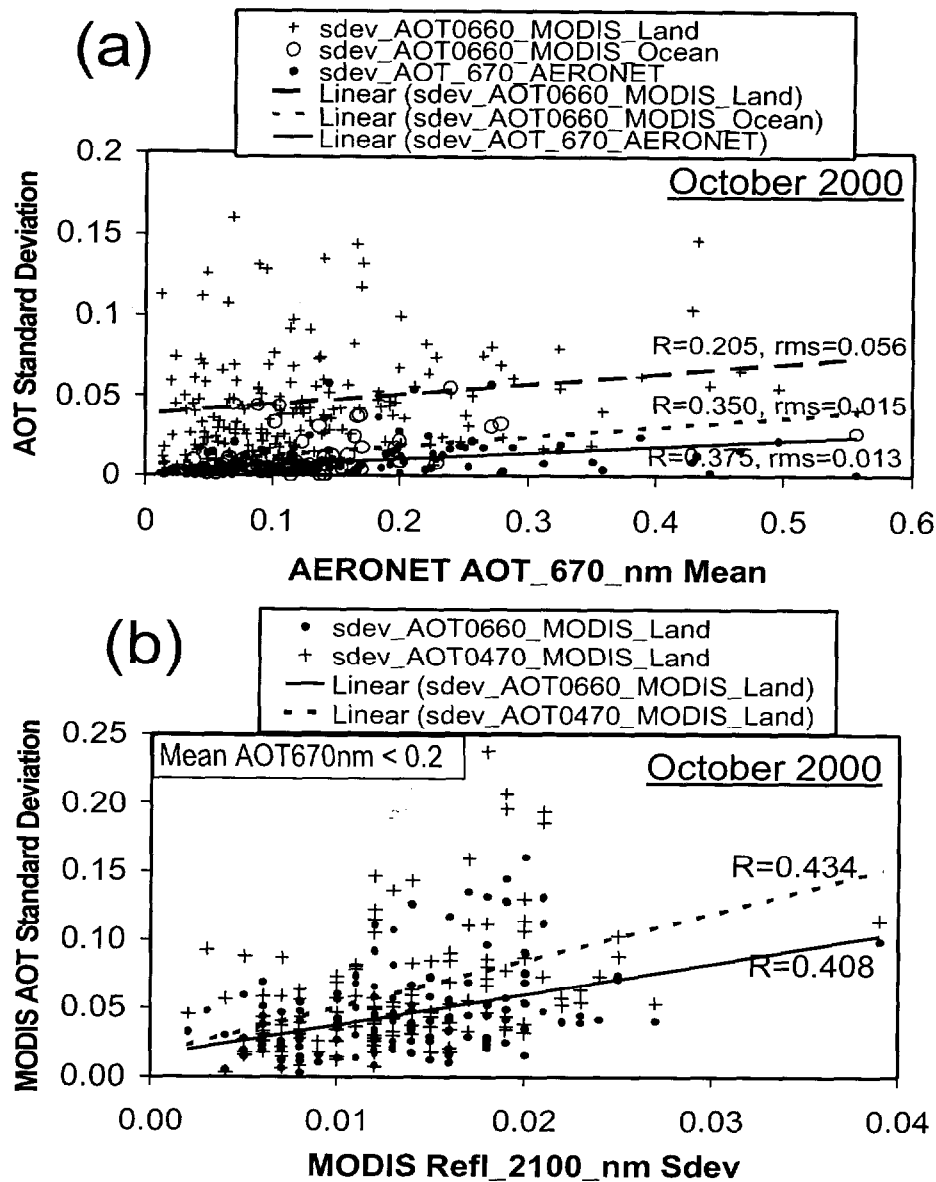 (a)
sdev_AOT0660_MODIS_Land
sdev_AOT0660_MODIS_Ocean
sdev_AOT_670_AERONET
Linear (sdev_AOT0660_MODIS_Land)
Linear (sdev_AOT0660_MODIS_Ocean)
Linear (sdev_AOT_670_AERONET)
October 2000
AOT Standard Deviation
0.2
0.15
0.1
0.05
0
R=0.205, rms=0.056
R=0.350, rms=0.015
R=0.375, rms=0.013
0 0.1 0.2 0.3 0.4 0.5 0.6
AERONET AOT_670_nm Mean
(b)
sdev_AOT0660_MODIS_Land
sdev_AOT0470_MODIS_Land
Linear (sdev_AOT0660_MODIS_Land)
Linear (sdev_AOT0470_MODIS_Land)
Mean AOT670nm < 0.2
October 2000
MODIS AOT Standard Deviation
0.25
0.20
0.15
0.10
0.05
0.00
R=0.434
R=0.408
0.00 0.01 0.02 0.03 0.04
MODIS Refl_2100_nm Sdev